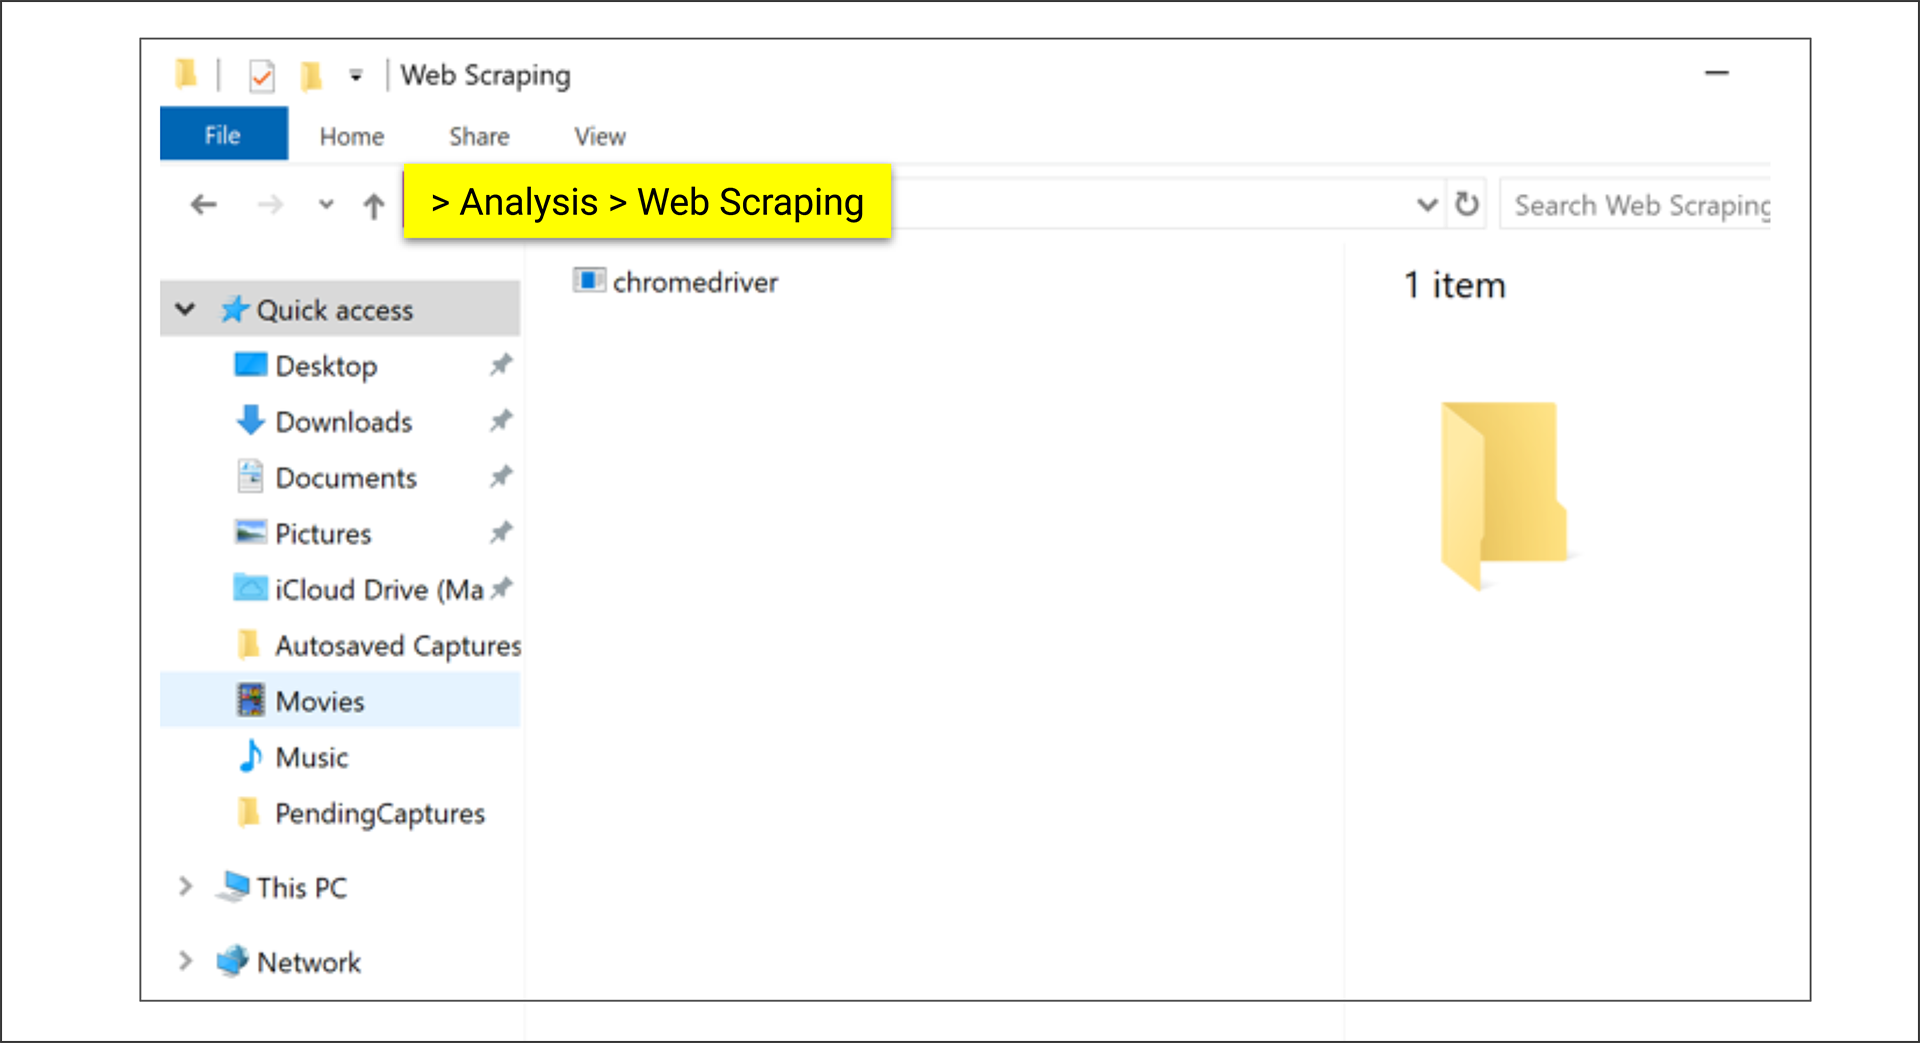 Web Scraping
File Home Share View
> Analysis > Web Scraping
Search Web Scraping
Quick access
Desktop
Downloads
Documents
Pictures
iCloud Drive (Ma
Autosaved Captures
Movies
Music
PendingCaptures
This PC
Network
chromedriver
1 item